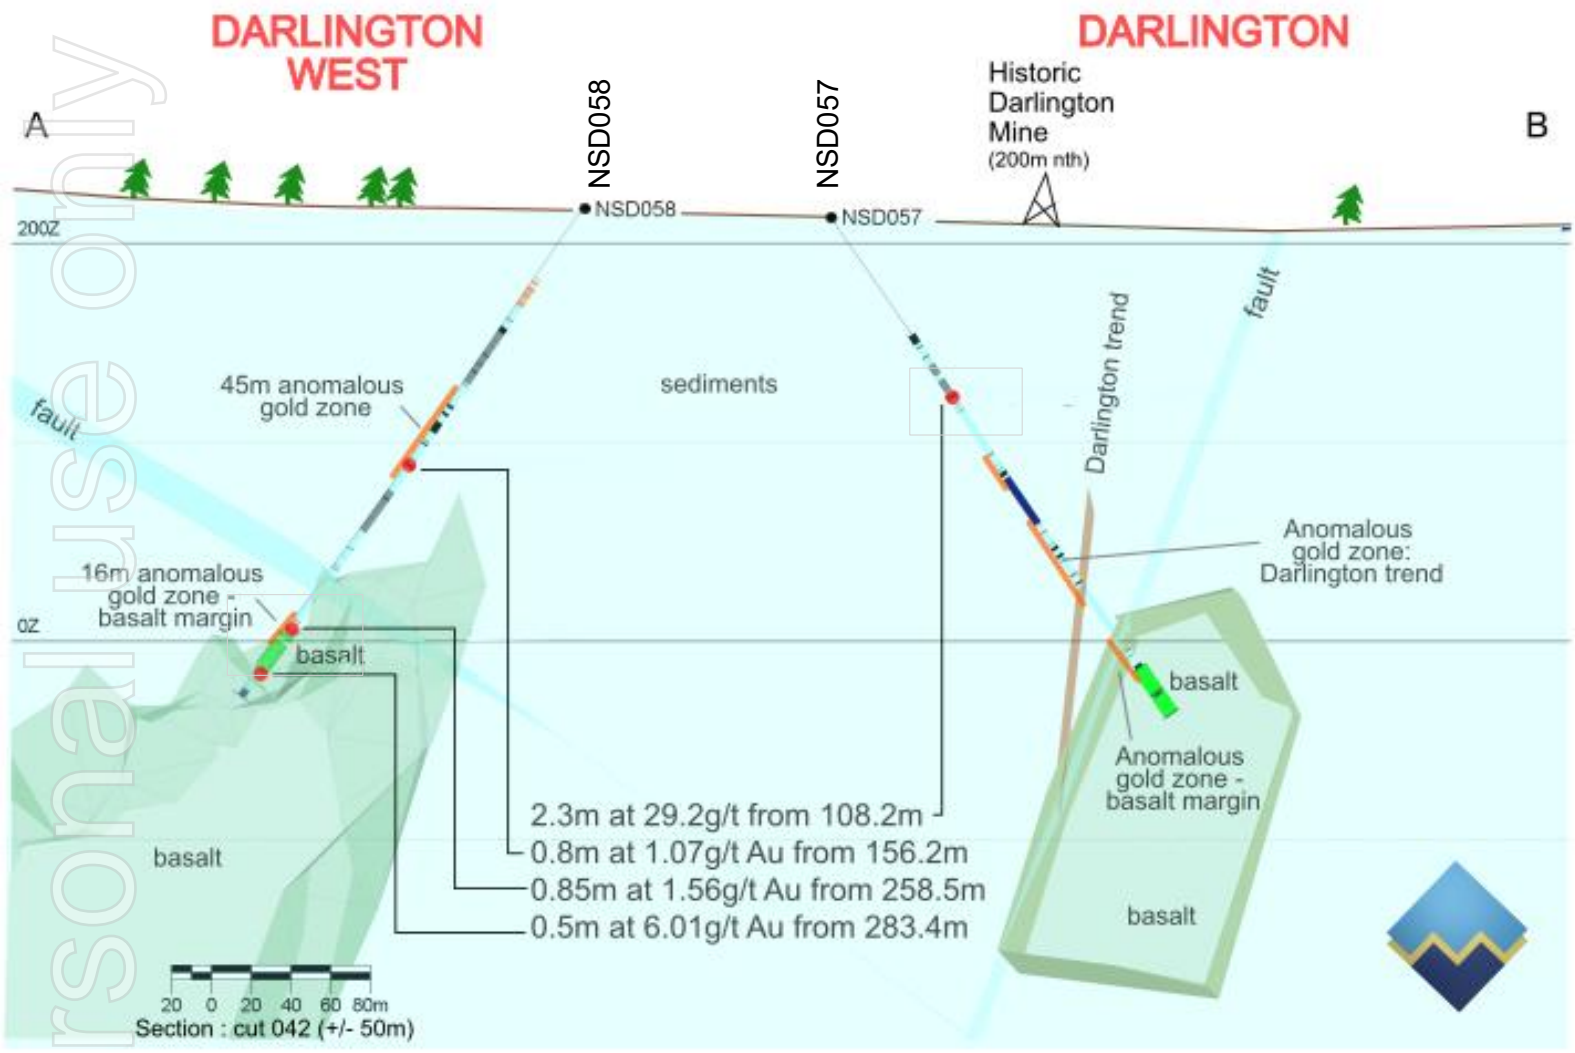 DARLINGTON
WEST
DARLINGTON
Historic
Darlington
Mine
(200m nth)
A
B
NSD058
NSD057
NSD058
NSD057
200Z
fault
Darlington trend
45m anomalous
gold zone
sediments
fault
Anomalous
gold zone:
Darlington trend
16m anomalous
gold zone -
basalt margin
0Z
basalt
basalt
Anomalous
gold zone -
basalt margin
2.3m at 29.2g/t from 108.2m
0.8m at 1.07g/t Au from 156.2m
0.85m at 1.56g/t Au from 258.5m
0.5m at 6.01g/t Au from 283.4m
basalt
basalt
20 0 20 40 60 80m
Section : cut 042 (+/- 50m)
rsonal use only